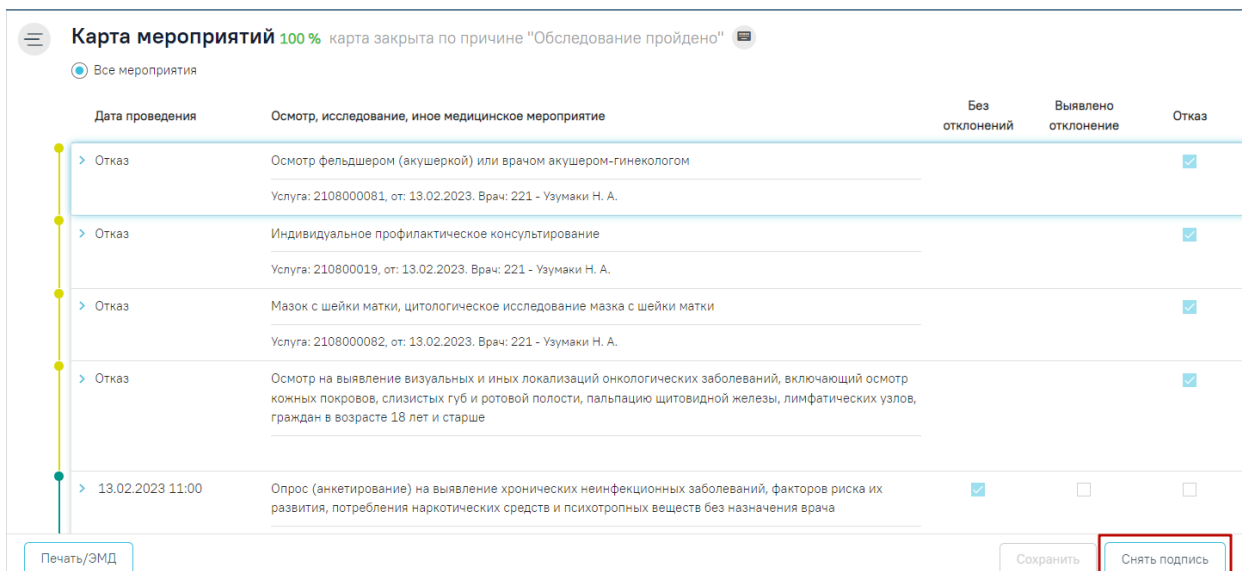 Карта мероприятий 100 % карта закрыта по причине "Обследование пройдено"
Все мероприятия
Дата проведения Осмотр, исследование, иное медицинское мероприятие Без отклонений Выявлено отклонение Отказ
Отказ Осмотр фельдшером (акушеркой) или врачом акушером-гинекологом
Услуга: 2108000081, от: 13.02.2023. Врач: 221 - Узумаки Н. А.
Отказ Индивидуальное профилактическое консультирование
Услуга: 210800019, от: 13.02.2023. Врач: 221 - Узумаки Н. А.
Отказ Мазок с шейки матки, цитологическое исследование мазка с шейки матки
Услуга: 2108000082, от: 13.02.2023. Врач: 221 - Узумаки Н. А.
Отказ Осмотр на выявление визуальных и иных локализаций онкологических заболеваний, включающий осмотр
кожных покровов, слизистых губ и ротовой полости, пальпацию щитовидной железы, лимфатических узлов,
граждан в возрасте 18 лет и старше
13.02.2023 11:00 Опрос (анкетирование) на выявление хронических неинфекционных заболеваний, факторов риска их
развития, потребления наркотических средств и психотропных веществ без назначения врача
Печать/ЭМД Сохранить Снять подпись